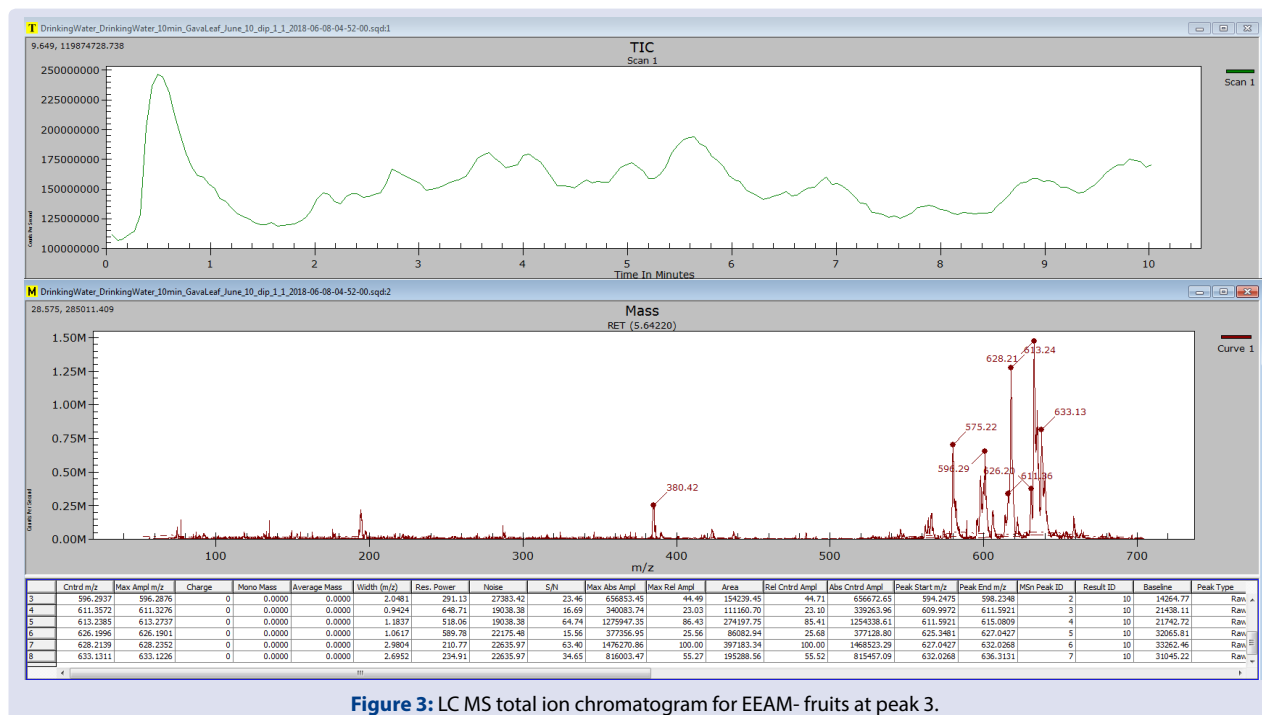 T DrinkingWater_DrinkingWater_10min_GavaLeaf_June_10_dip_1_1_2018-06-08-04-52-00.sqd:1
9.649, 119874728.738
TIC
Scan 1
Scan 1
250000000
225000000
200000000
175000000
150000000
125000000
100000000
Counts Per Second
0 1 2 3 4 5 6 7 8 9 10
Time In Minutes
M DrinkingWater_DrinkingWater_10min_GavaLeaf_June_10_dip_1_1_2018-06-08-04-52-00.sqd:2
28.575, 285011.409
Mass
RET (5.64220)
Curve 1
1.50M
1.25M
1.00M
0.75M
0.50M
0.25M
0.00M
Counts Per Second
628.21 613.24
633.13
575.22
596.29 626.20 611.36
380.42
100 200 300 400 500 600 700
m/z
Cntrd m/z Max Ampl m/z Charge Mono Mass Average Mass Width (m/z) Res. Power Noise S/N Max Abs Ampl Max Rel Ampl Area Rel Cntrd Ampl Abs Cntrd Ampl Peak Start m/z Peak End m/z MSn Peak ID Result ID Baseline Peak Type
3 596.2937 596.2876 0 0.0000 0.0000 2.0481 291.13 27383.42 23.46 656853.45 44.49 154239.45 44.71 656672.65 594.2475 598.2348 2 10 14264.77 Raw
4 611.3572 611.3276 0 0.0000 0.0000 0.9424 648.71 19038.38 16.69 340083.74 23.03 111160.70 23.10 339263.96 609.9972 611.5921 3 10 21438.11 Raw
5 613.2385 613.2737 0 0.0000 0.0000 1.1837 518.06 19038.38 64.74 1275947.35 86.43 274197.75 85.41 1254338.61 611.5921 615.0809 4 10 21742.72 Raw
6 626.1996 626.1901 0 0.0000 0.0000 1.0617 589.78 22175.48 15.56 377356.95 25.56 86082.94 25.68 377128.80 625.3481 627.0427 5 10 32065.81 Raw
7 628.2139 628.2352 0 0.0000 0.0000 2.9804 210.77 22635.97 63.40 1476270.86 100.00 397183.34 100.00 1468523.29 627.0427 632.0268 6 10 33262.46 Raw
8 633.1311 633.1226 0 0.0000 0.0000 2.6952 234.91 22635.97 34.65 816003.47 55.27 195288.56 55.52 815457.09 632.0268 636.3131 7 10 31045.22 Raw
Figure 3: LC MS total ion chromatogram for EEAM- fruits at peak 3.